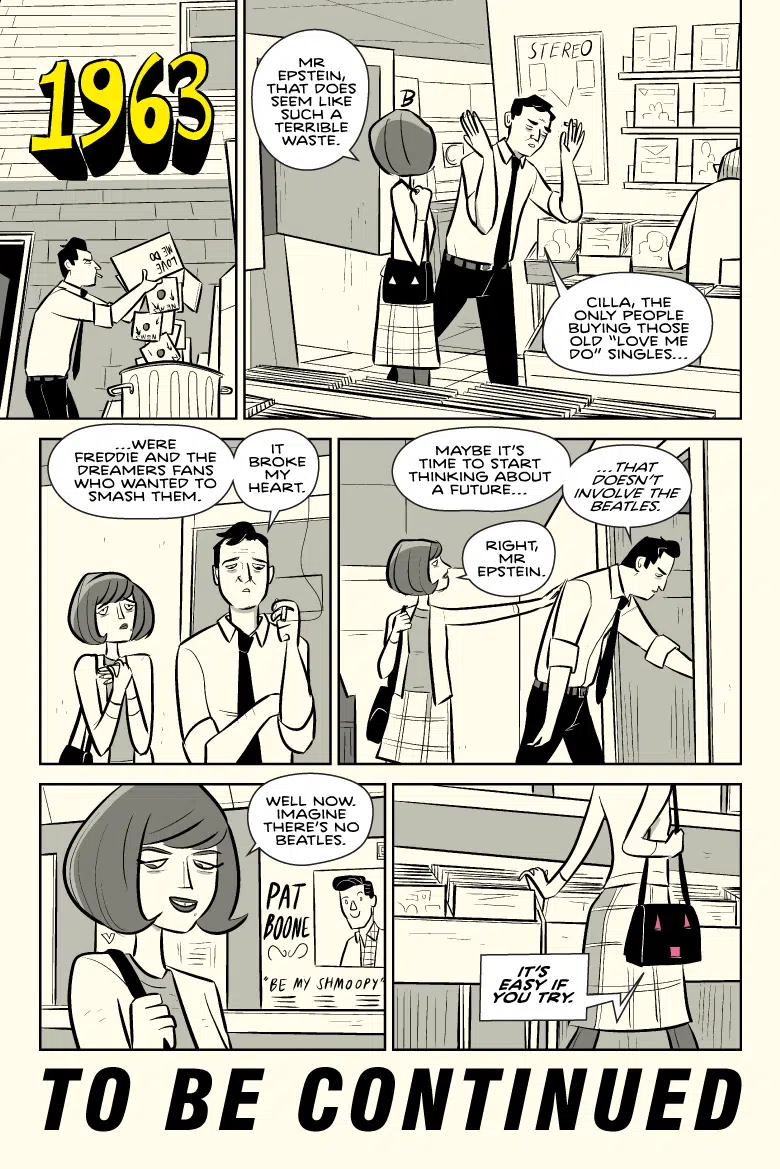 1963
LOVE
ME DO
MR
EPSTEIN,
THAT DOES
SEEM LIKE
SUCH A
TERRIBLE
WASTE.
STEREO
CILLA, THE
ONLY PEOPLE
BUYING THOSE
OLD "LOVE ME
DO" SINGLES...
...WERE
FREDDIE AND THE
DREAMERS FANS
WHO WANTED TO
SMASH THEM.
IT
BROKE
MY
HEART.
MAYBE IT'S
TIME TO START
THINKING ABOUT
A FUTURE...
...THAT
DOESN'T
INVOLVE THE
BEATLES.
RIGHT,
MR
EPSTEIN.
WELL NOW.
IMAGINE
THERE'S NO
BEATLES.
PAT
BOONE
"BE MY SHMOOPY"
IT'S
EASY IF
YOU TRY.
TO BE CONTINUED